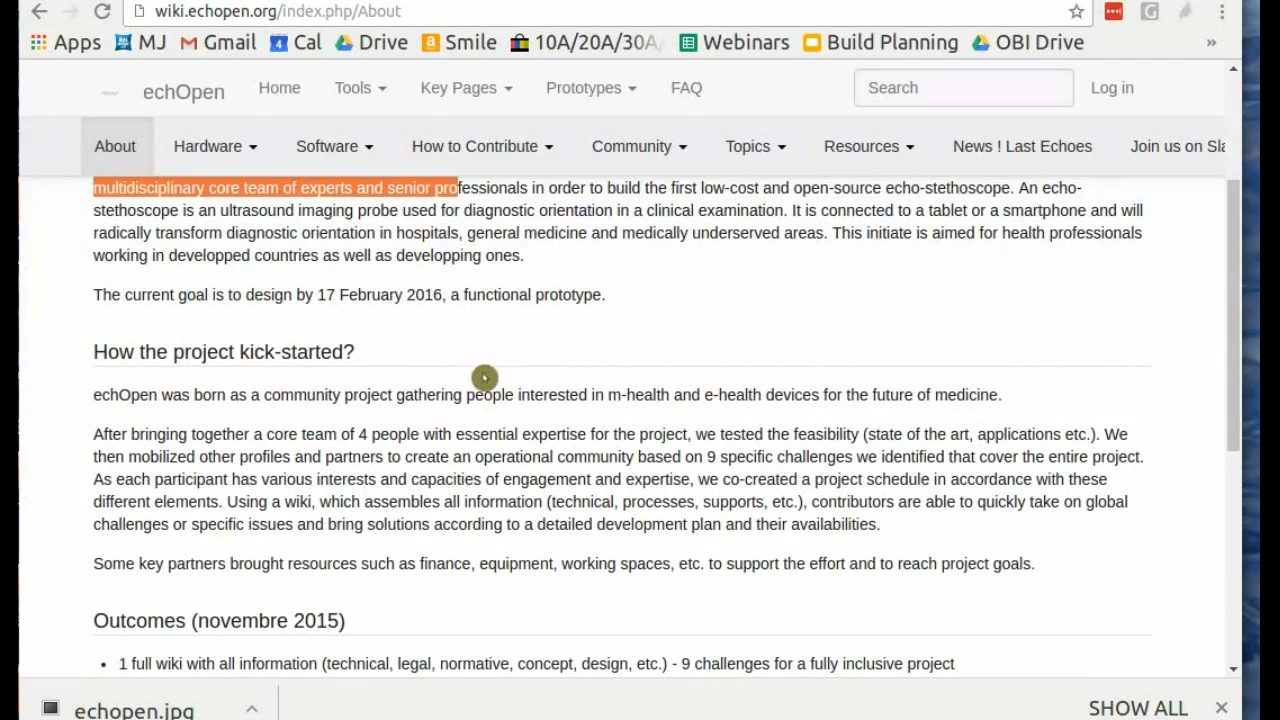 wiki.echopen.org/index.php/About
Apps MJ Gmail 4 Cal Drive a Smile 10A/20A/30A/ Webinars Build Planning OBI Drive »
echOpen Home Tools Key Pages Prototypes FAQ Search Log in
About Hardware Software How to Contribute Community Topics Resources News ! Last Echoes Join us on Sla
multidisciplinary core team of experts and senior professionals in order to build the first low-cost and open-source echo-stethoscope. An echo-
stethoscope is an ultrasound imaging probe used for diagnostic orientation in a clinical examination. It is connected to a tablet or a smartphone and will
radically transform diagnostic orientation in hospitals, general medicine and medically underserved areas. This initiate is aimed for health professionals
working in developped countries as well as developping ones.
The current goal is to design by 17 February 2016, a functional prototype.
How the project kick-started?
echOpen was born as a community project gathering people interested in m-health and e-health devices for the future of medicine.
After bringing together a core team of 4 people with essential expertise for the project, we tested the feasibility (state of the art, applications etc.). We
then mobilized other profiles and partners to create an operational community based on 9 specific challenges we identified that cover the entire project.
As each participant has various interests and capacities of engagement and expertise, we co-created a project schedule in accordance with these
different elements. Using a wiki, which assembles all information (technical, processes, supports, etc.), contributors are able to quickly take on global
challenges or specific issues and bring solutions according to a detailed development plan and their availabilities.
Some key partners brought resources such as finance, equipment, working spaces, etc. to support the effort and to reach project goals.
Outcomes (novembre 2015)
• 1 full wiki with all information (technical, legal, normative, concept, design, etc.) - 9 challenges for a fully inclusive project
echopen.jpg SHOW ALL